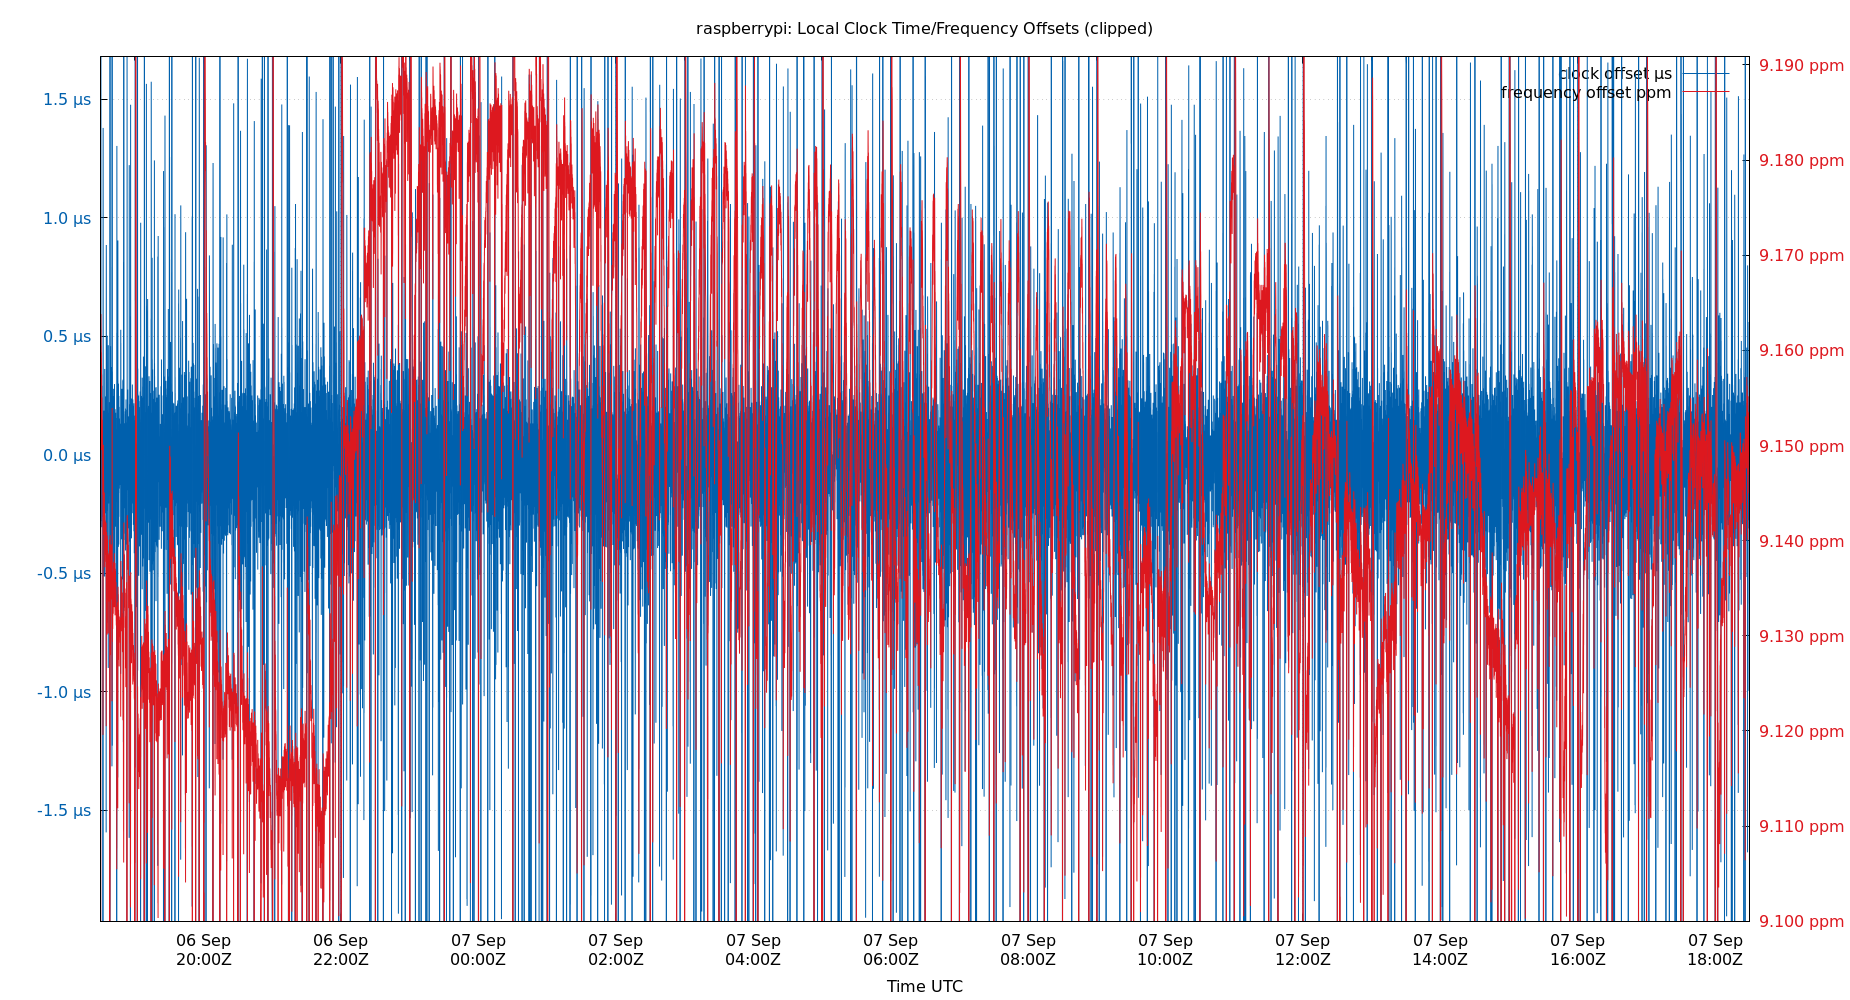 raspberrypi: Local Clock Time/Frequency Offsets (clipped)
clock offset µs
frequency offset ppm
1.5 µs
1.0 µs
0.5 µs
0.0 µs
-0.5 µs
-1.0 µs
-1.5 µs
9.190 ppm
9.180 ppm
9.170 ppm
9.160 ppm
9.150 ppm
9.140 ppm
9.130 ppm
9.120 ppm
9.110 ppm
9.100 ppm
06 Sep
20:00Z
06 Sep
22:00Z
07 Sep
00:00Z
07 Sep
02:00Z
07 Sep
04:00Z
07 Sep
06:00Z
07 Sep
08:00Z
07 Sep
10:00Z
07 Sep
12:00Z
07 Sep
14:00Z
07 Sep
16:00Z
07 Sep
18:00Z
Time UTC